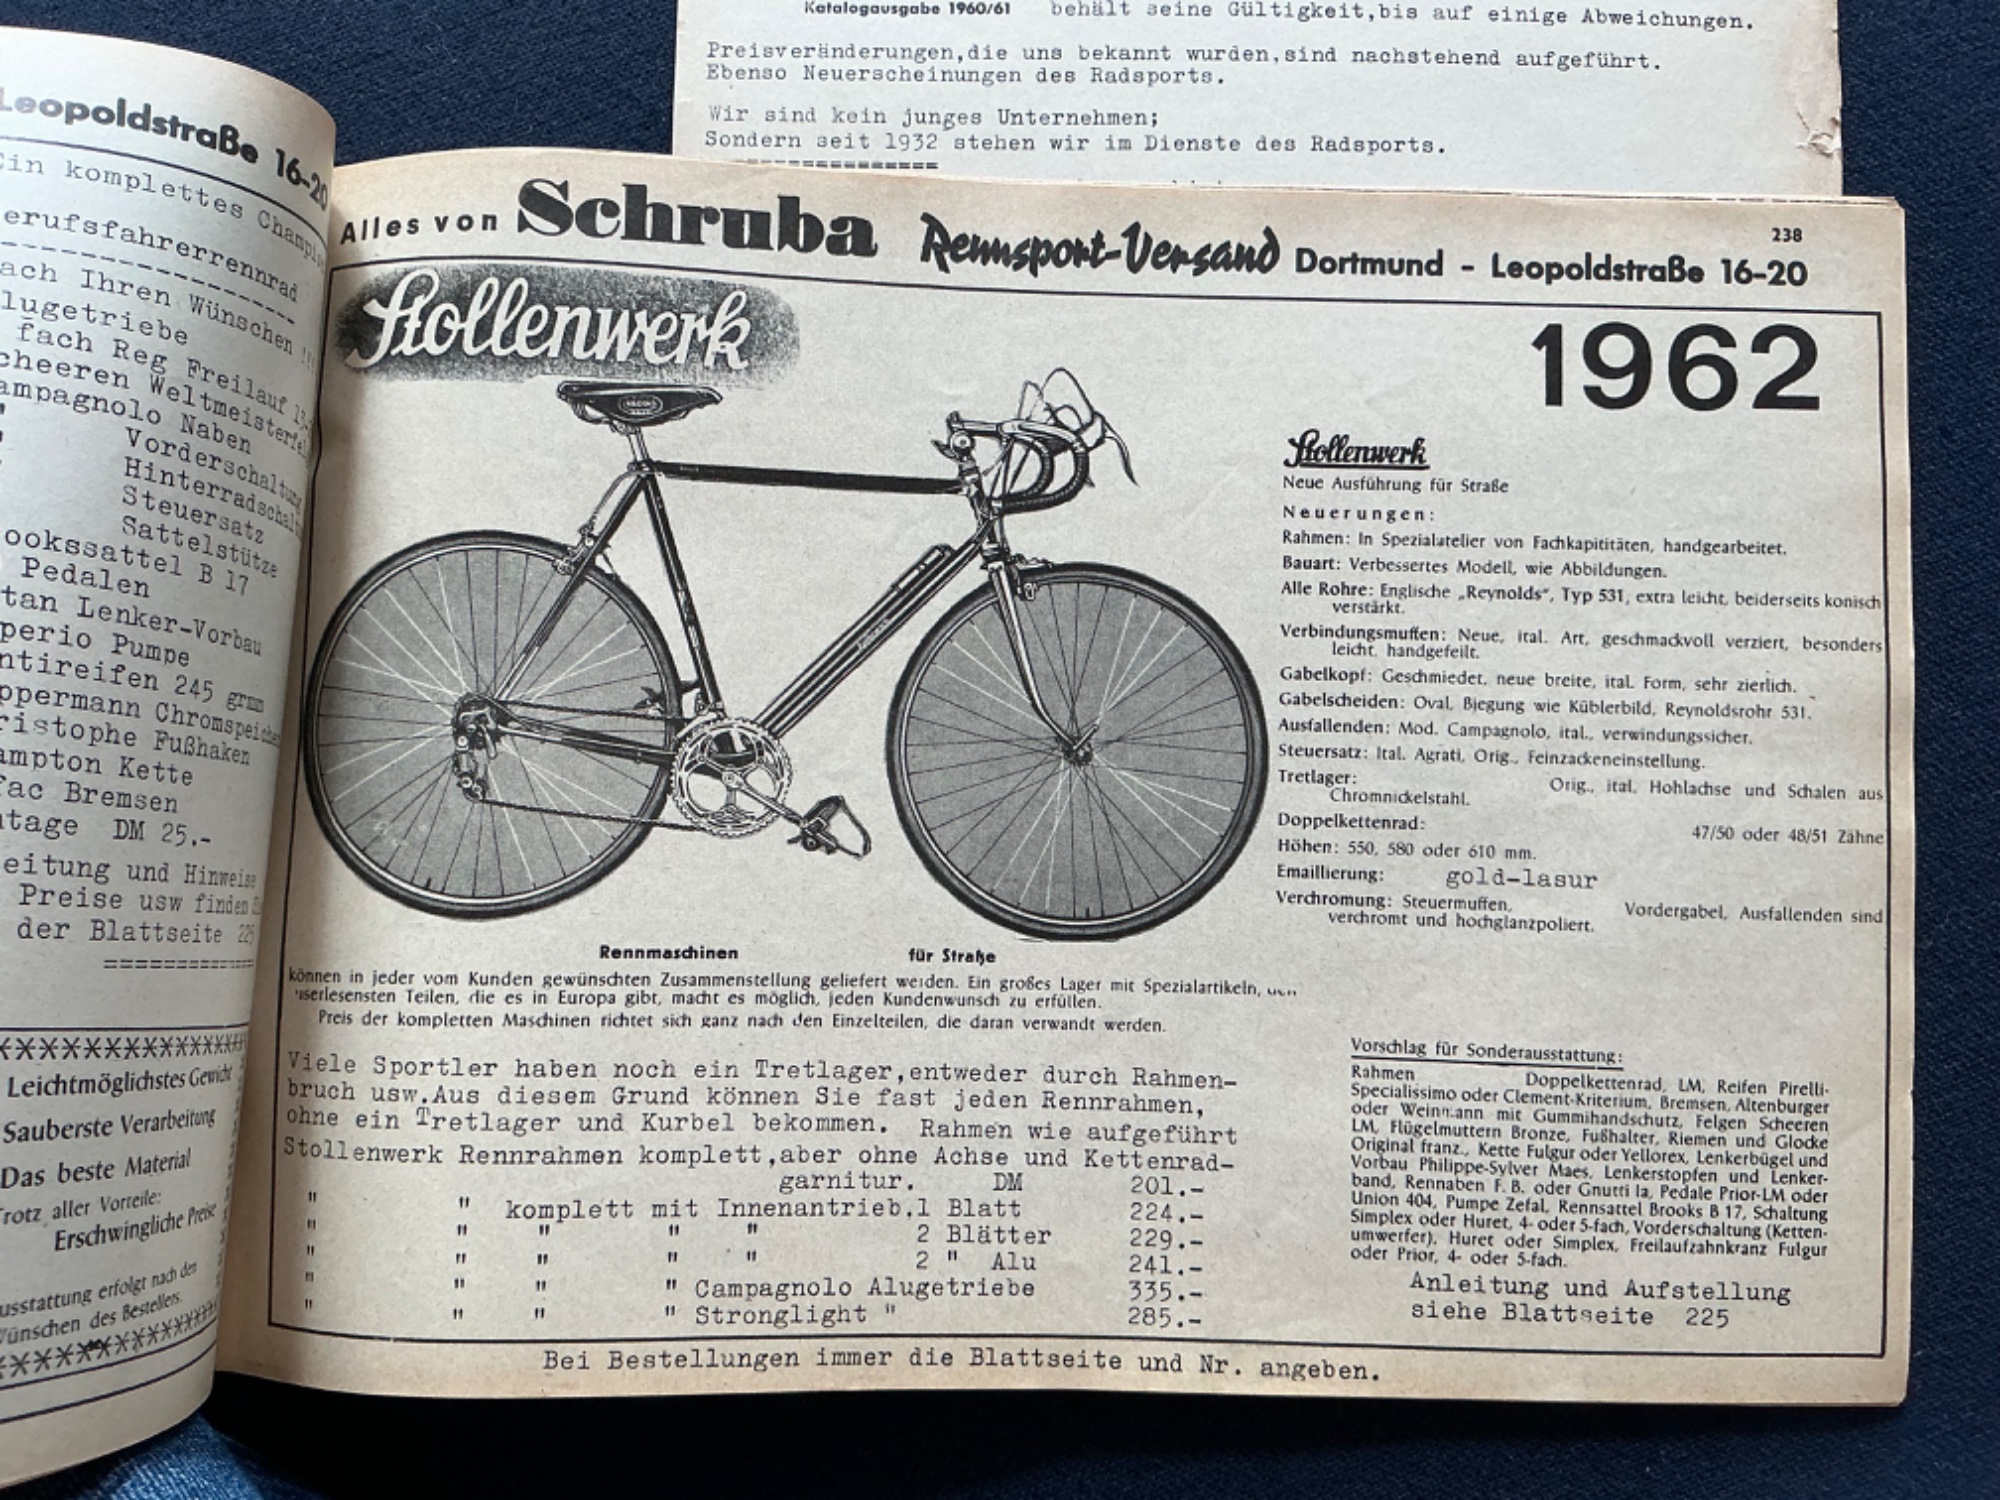 Katalogausgabe 1960/61 behält seine Gültigkeit,bis auf einige Abweichungen.
Preisveränderungen,die uns bekannt wurden,sind nachstehend aufgeführt.
Ebenso Neuerscheinungen des Radsports.
Wir sind kein junges Unternehmen;
Sondern seit 1932 stehen wir im Dienste des Radsports.
================
Leopoldstraße 16-20
Ein komplettes Champio
erufsfahrerrennrad
ach Ihren Wünschen !!!
lugetriebe
fach Reg Freilauf 13-
cheeren Weltmeisterfel
ampagnolo Naben
" Vorderschaltung
" Hinterradschalt
" Steuersatz
Sattelstütze
ookssattel B 17
Pedalen
tan Lenker-Vorbau
perio Pumpe
ntireifen 245 grmm
ppermann Chromspeiche
ristophe Fußhaken
ampton Kette
fac Bremsen
ntage DM 25.-
eitung und Hinweise
Preise usw finden
der Blattseite 225
=============
Leichtmöglichstes Gewicht
Sauberste Verarbeitung
Das beste Material
rotz aller Vorteile:
Erschwingliche Preise
usstattung erfolgt nach den
Wünschen des Bestellers.
238
Alles von Schruba Rennsport-Versand Dortmund - Leopoldstraße 16-20
Stollenwerk
1962
Stollenwerk
Neue Ausführung für Straße
Neuerungen:
Rahmen: In Spezialatelier von Fachkapititäten, handgearbeitet.
Bauart: Verbessertes Modell, wie Abbildungen.
Alle Rohre: Englische „Reynolds“, Typ 531, extra leicht, beiderseits konisch
verstärkt.
Verbindungsmuffen: Neue, ital. Art, geschmackvoll verziert, besonders
leicht, handgefeilt.
Gabelkopf: Geschmiedet, neue breite, ital. Form, sehr zierlich.
Gabelscheiden: Oval, Biegung wie Küblerbild, Reynoldsrohr 531.
Ausfallenden: Mod. Campagnolo, ital., verwindungssicher.
Steuersatz: Ital. Agrati, Orig., Feinzackeneinstellung.
Tretlager: Orig., ital. Hohlachse und Schalen aus
Chromnickelstahl.
Doppelkettenrad: 47/50 oder 48/51 Zähne
Höhen: 550, 580 oder 610 mm.
Emaillierung: gold-lasur
Verchromung: Steuermuffen, Vordergabel, Ausfallenden sind
verchromt und hochglanzpoliert.
Rennmaschinen für Straße
können in jeder vom Kunden gewünschten Zusammenstellung geliefert werden. Ein großes Lager mit Spezialartikeln, den
userlesensten Teilen, die es in Europa gibt, macht es möglich, jeden Kundenwunsch zu erfüllen.
Preis der kompletten Maschinen richtet sich ganz nach den Einzelteilen, die daran verwandt werden.
Viele Sportler haben noch ein Tretlager,entweder durch Rahmen-
bruch usw.Aus diesem Grund können Sie fast jeden Rennrahmen,
ohne ein Tretlager und Kurbel bekommen. Rahmen wie aufgeführt
Stollenwerk Rennrahmen komplett,aber ohne Achse und Kettenrad-
garnitur. DM 201.-
" " komplett mit Innenantrieb.1 Blatt 224.-
" " " " " 2 Blätter 229.-
" " " " " 2 " Alu 241.-
" " " " Campagnolo Alugetriebe 335.-
" " " " Stronglight " 285.-
Vorschlag für Sonderausstattung:
Rahmen Doppelkettenrad, LM, Reifen Pirelli-
Specialissimo oder Clement-Kriterium, Bremsen, Altenburger
oder Weinmann mit Gummihandschutz, Felgen Scheeren
LM, Flügelmuttern Bronze, Fußhalter, Riemen und Glocke
Original franz., Kette Fulgur oder Yellorex, Lenkerbügel und
Vorbau Philippe-Sylver Maes, Lenkerstopfen und Lenker-
band, Rennaben F. B. oder Gnutti Ia, Pedale Prior-LM oder
Union 404, Pumpe Zefal, Rennsattel Brooks B 17, Schaltung
Simplex oder Huret, 4- oder 5-fach, Vorderschaltung (Ketten-
umwerfer), Huret oder Simplex, Freilaufzahnkranz Fulgur
oder Prior, 4- oder 5-fach.
Anleitung und Aufstellung
siehe Blattseite 225
Bei Bestellungen immer die Blattseite und Nr. angeben.